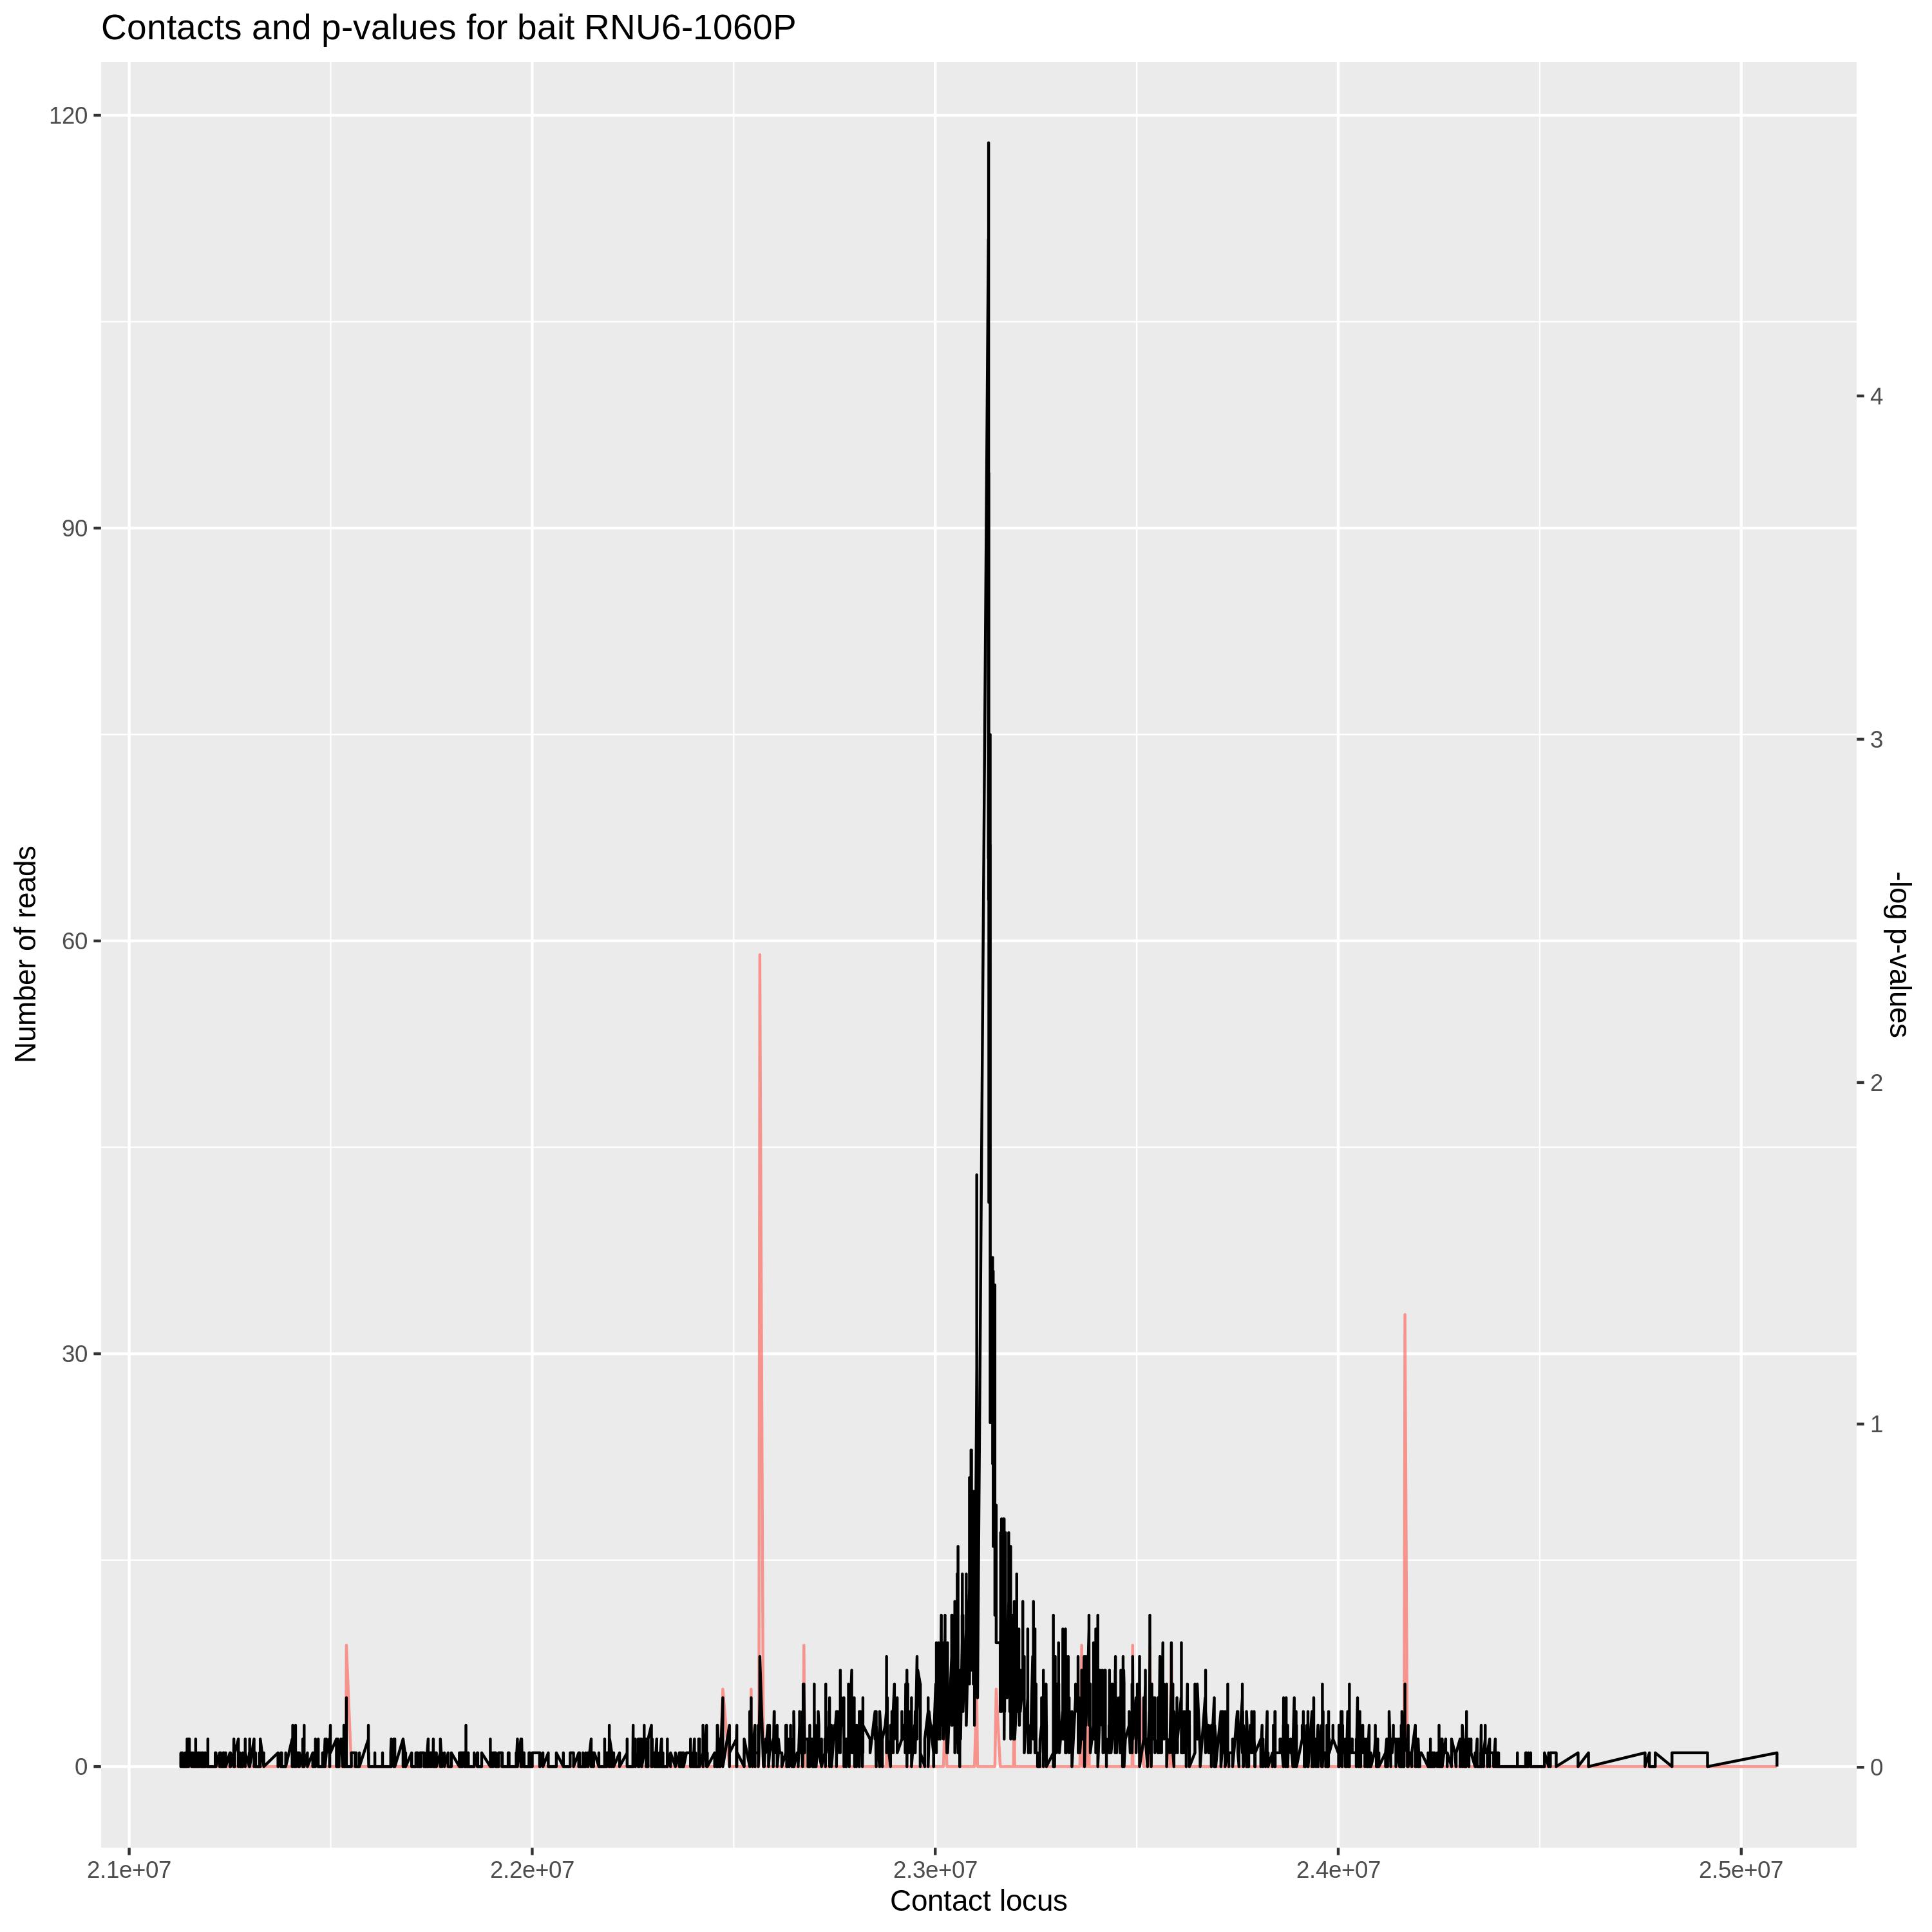 Contacts and p-values for bait RNU6-1060P
120
90
60
30
0
Number of reads
4
3
2
1
0
-log p-values
2.1e+07
2.2e+07
2.3e+07
2.4e+07
2.5e+07
Contact locus